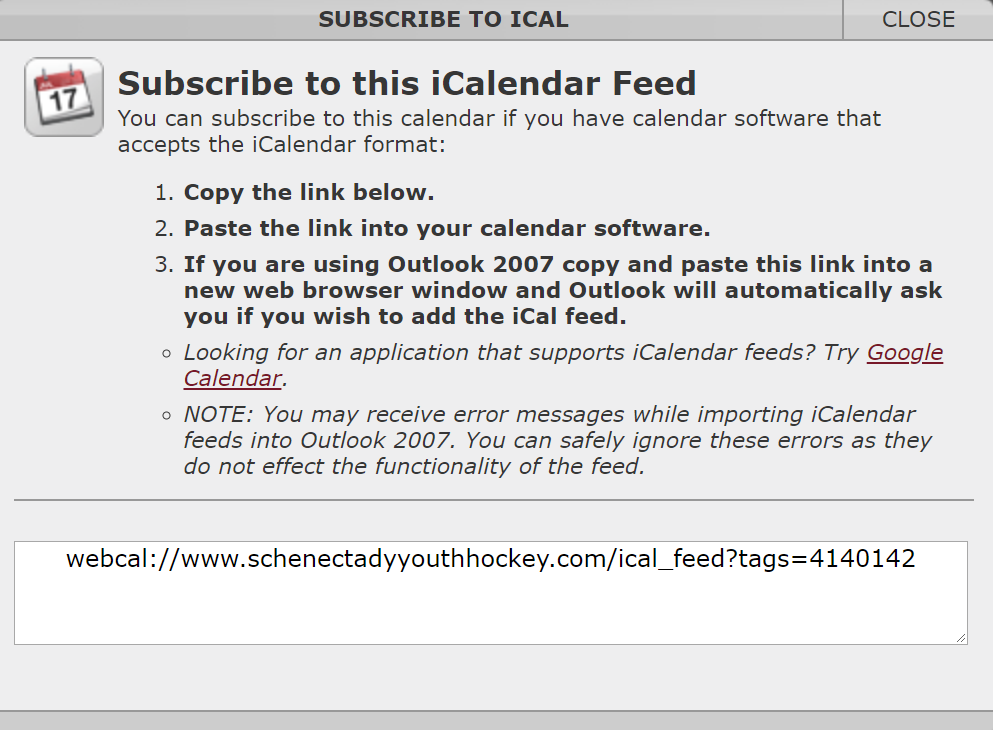 SUBSCRIBE TO ICAL
CLOSE
17
Subscribe to this iCalendar Feed
You can subscribe to this calendar if you have calendar software that
accepts the iCalendar format:
1. Copy the link below.
2. Paste the link into your calendar software.
3. If you are using Outlook 2007 copy and paste this link into a
new web browser window and Outlook will automatically ask
you if you wish to add the iCal feed.
Looking for an application that supports iCalendar feeds? Try Google
Calendar.
NOTE: You may receive error messages while importing iCalendar
feeds into Outlook 2007. You can safely ignore these errors as they
do not effect the functionality of the feed.
webcal://www.schenectadyyouthhockey.com/ical_feed?tags=4140142